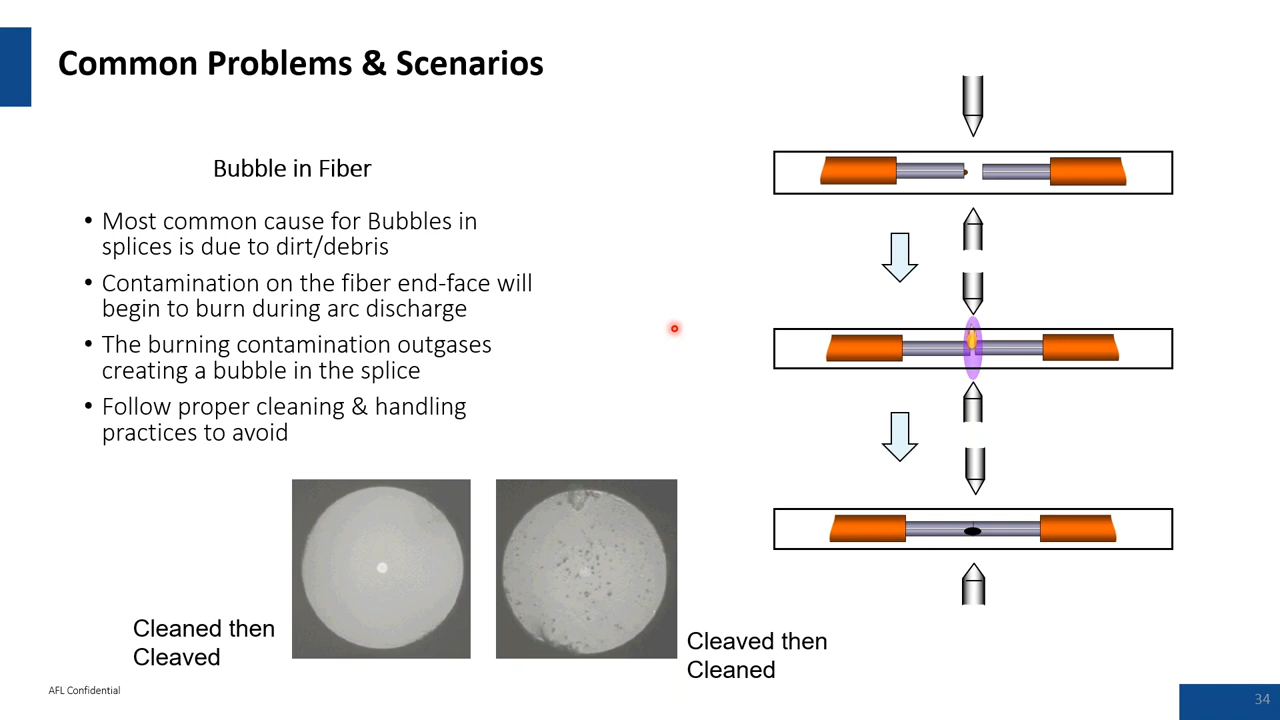 Common Problems & Scenarios
Bubble in Fiber
• Most common cause for Bubbles in
splices is due to dirt/debris
• Contamination on the fiber end-face will
begin to burn during arc discharge
• The burning contamination outgases
creating a bubble in the splice
• Follow proper cleaning & handling
practices to avoid
Cleaned then
Cleaved
Cleaved then
Cleaned
AFL Confidential
34